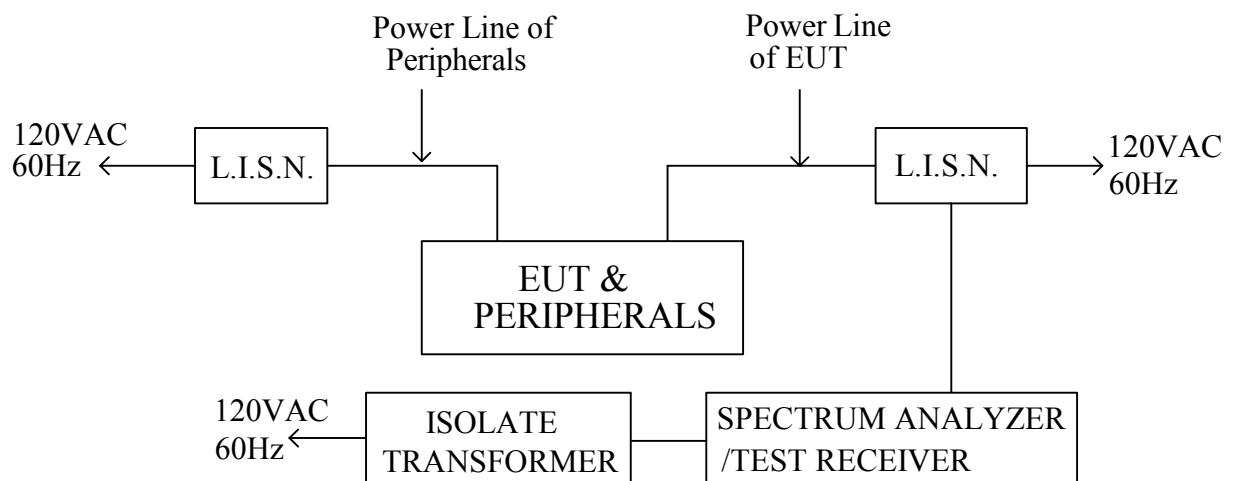 Power Line of
Peripherals
Power Line
of EUT
120VAC
60Hz
L.I.S.N.
L.I.S.N.
120VAC
60Hz
EUT &
PERIPHERALS
120VAC
60Hz
ISOLATE
TRANSFORMER
SPECTRUM ANALYZER
/TEST RECEIVER